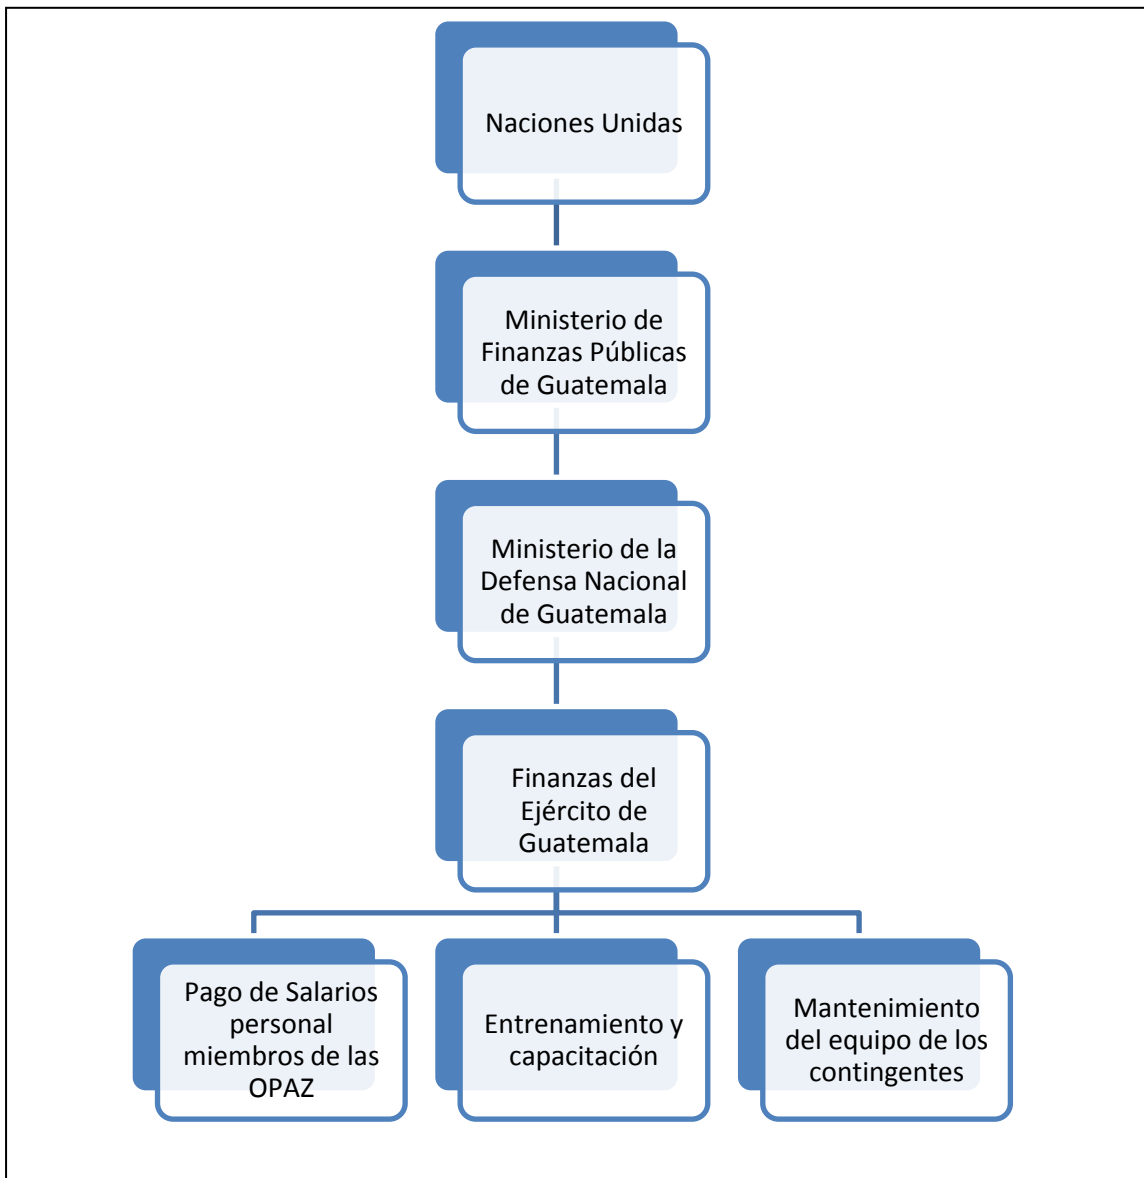 Naciones Unidas
Ministerio de
Finanzas Públicas
de Guatemala
Ministerio de la
Defensa Nacional
de Guatemala
Finanzas del
Ejército de
Guatemala
Pago de Salarios
personal
miembros de las
OPAZ
Entrenamiento y
capacitación
Mantenimiento
del equipo de los
contingentes